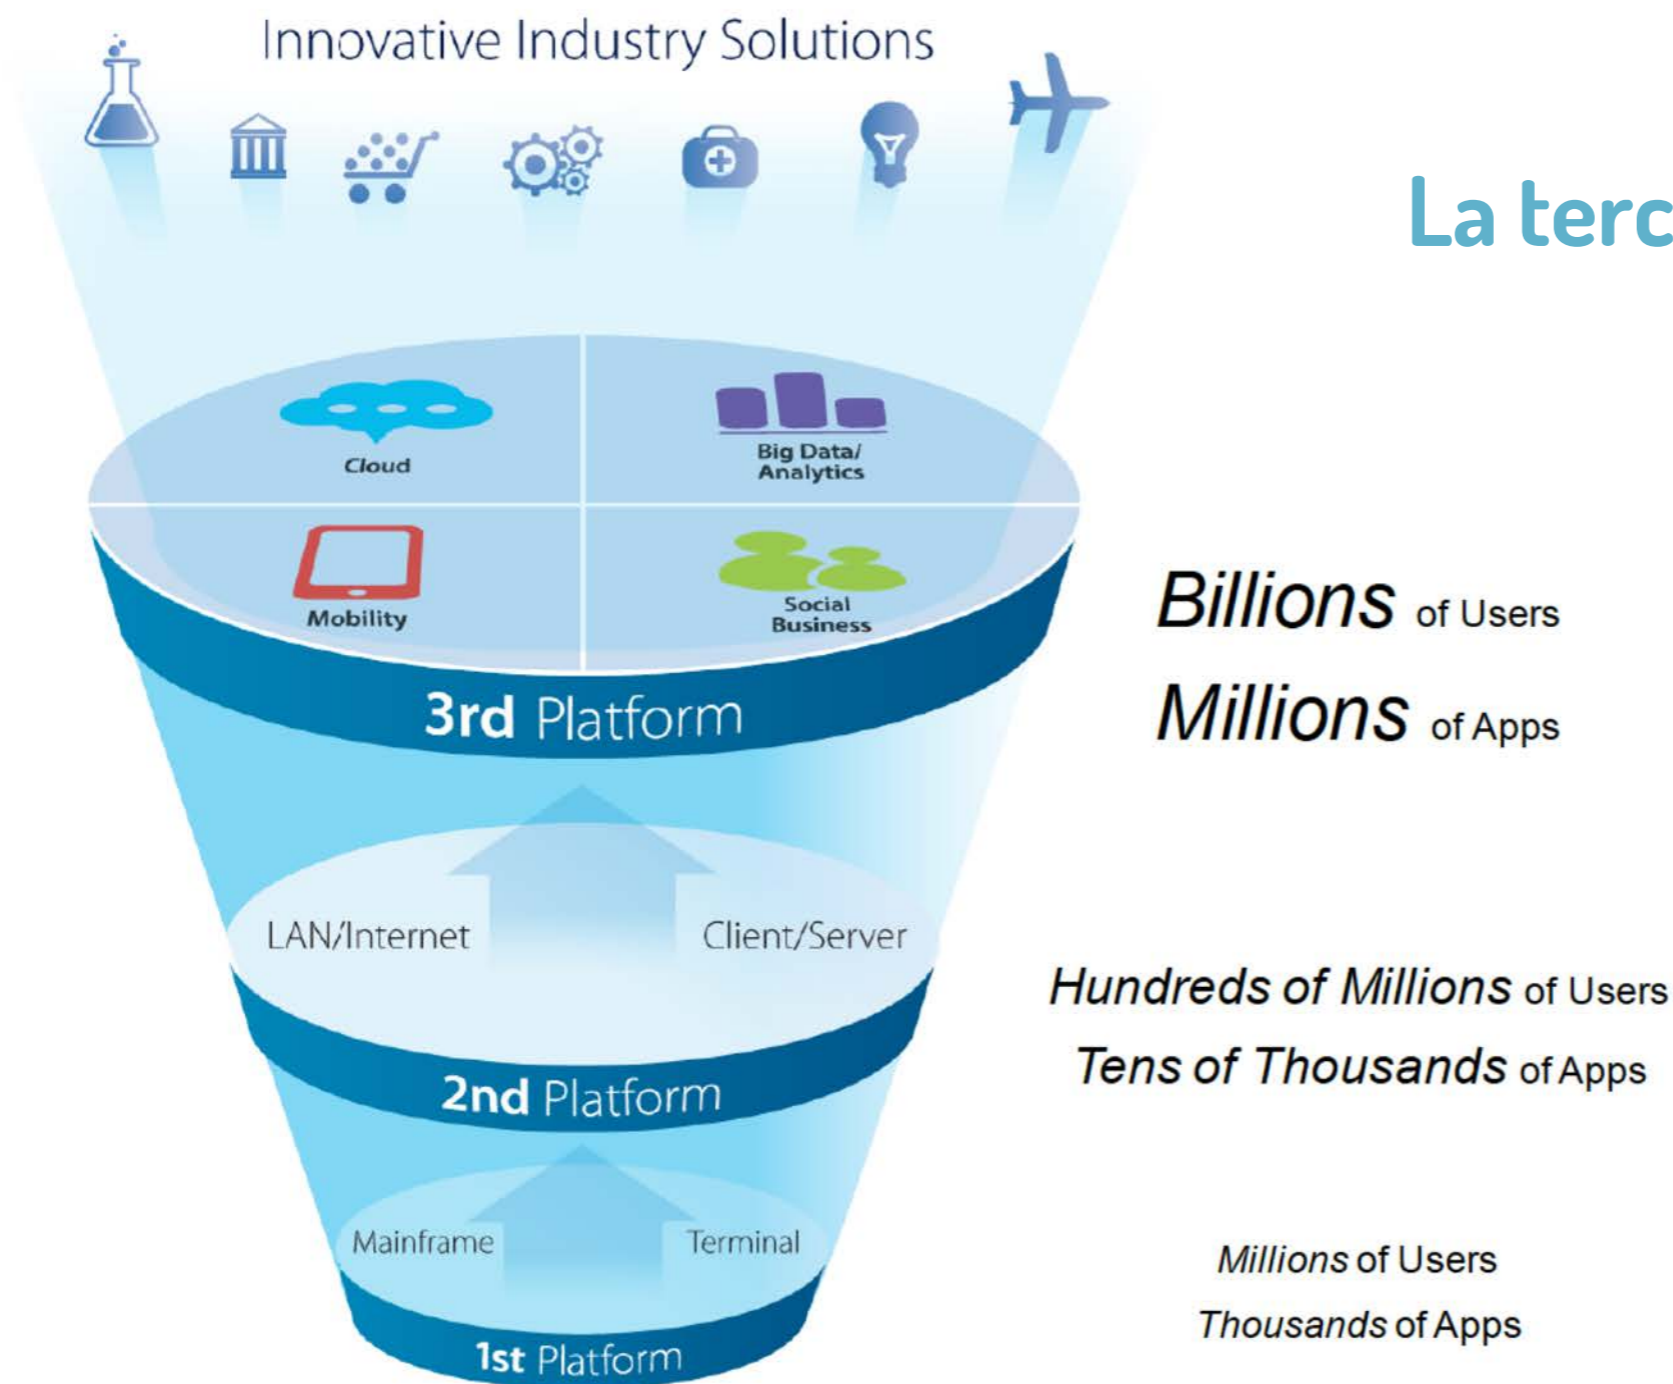 Innovative Industry Solutions
La terc
Cloud
Big Data/
Analytics
Mobility
Social
Business
Billions of Users
Millions of Apps
3rd Platform
LAN/Internet
Client/Server
Hundreds of Millions of Users
Tens of Thousands of Apps
2nd Platform
Mainframe
Terminal
Millions of Users
Thousands of Apps
1st Platform